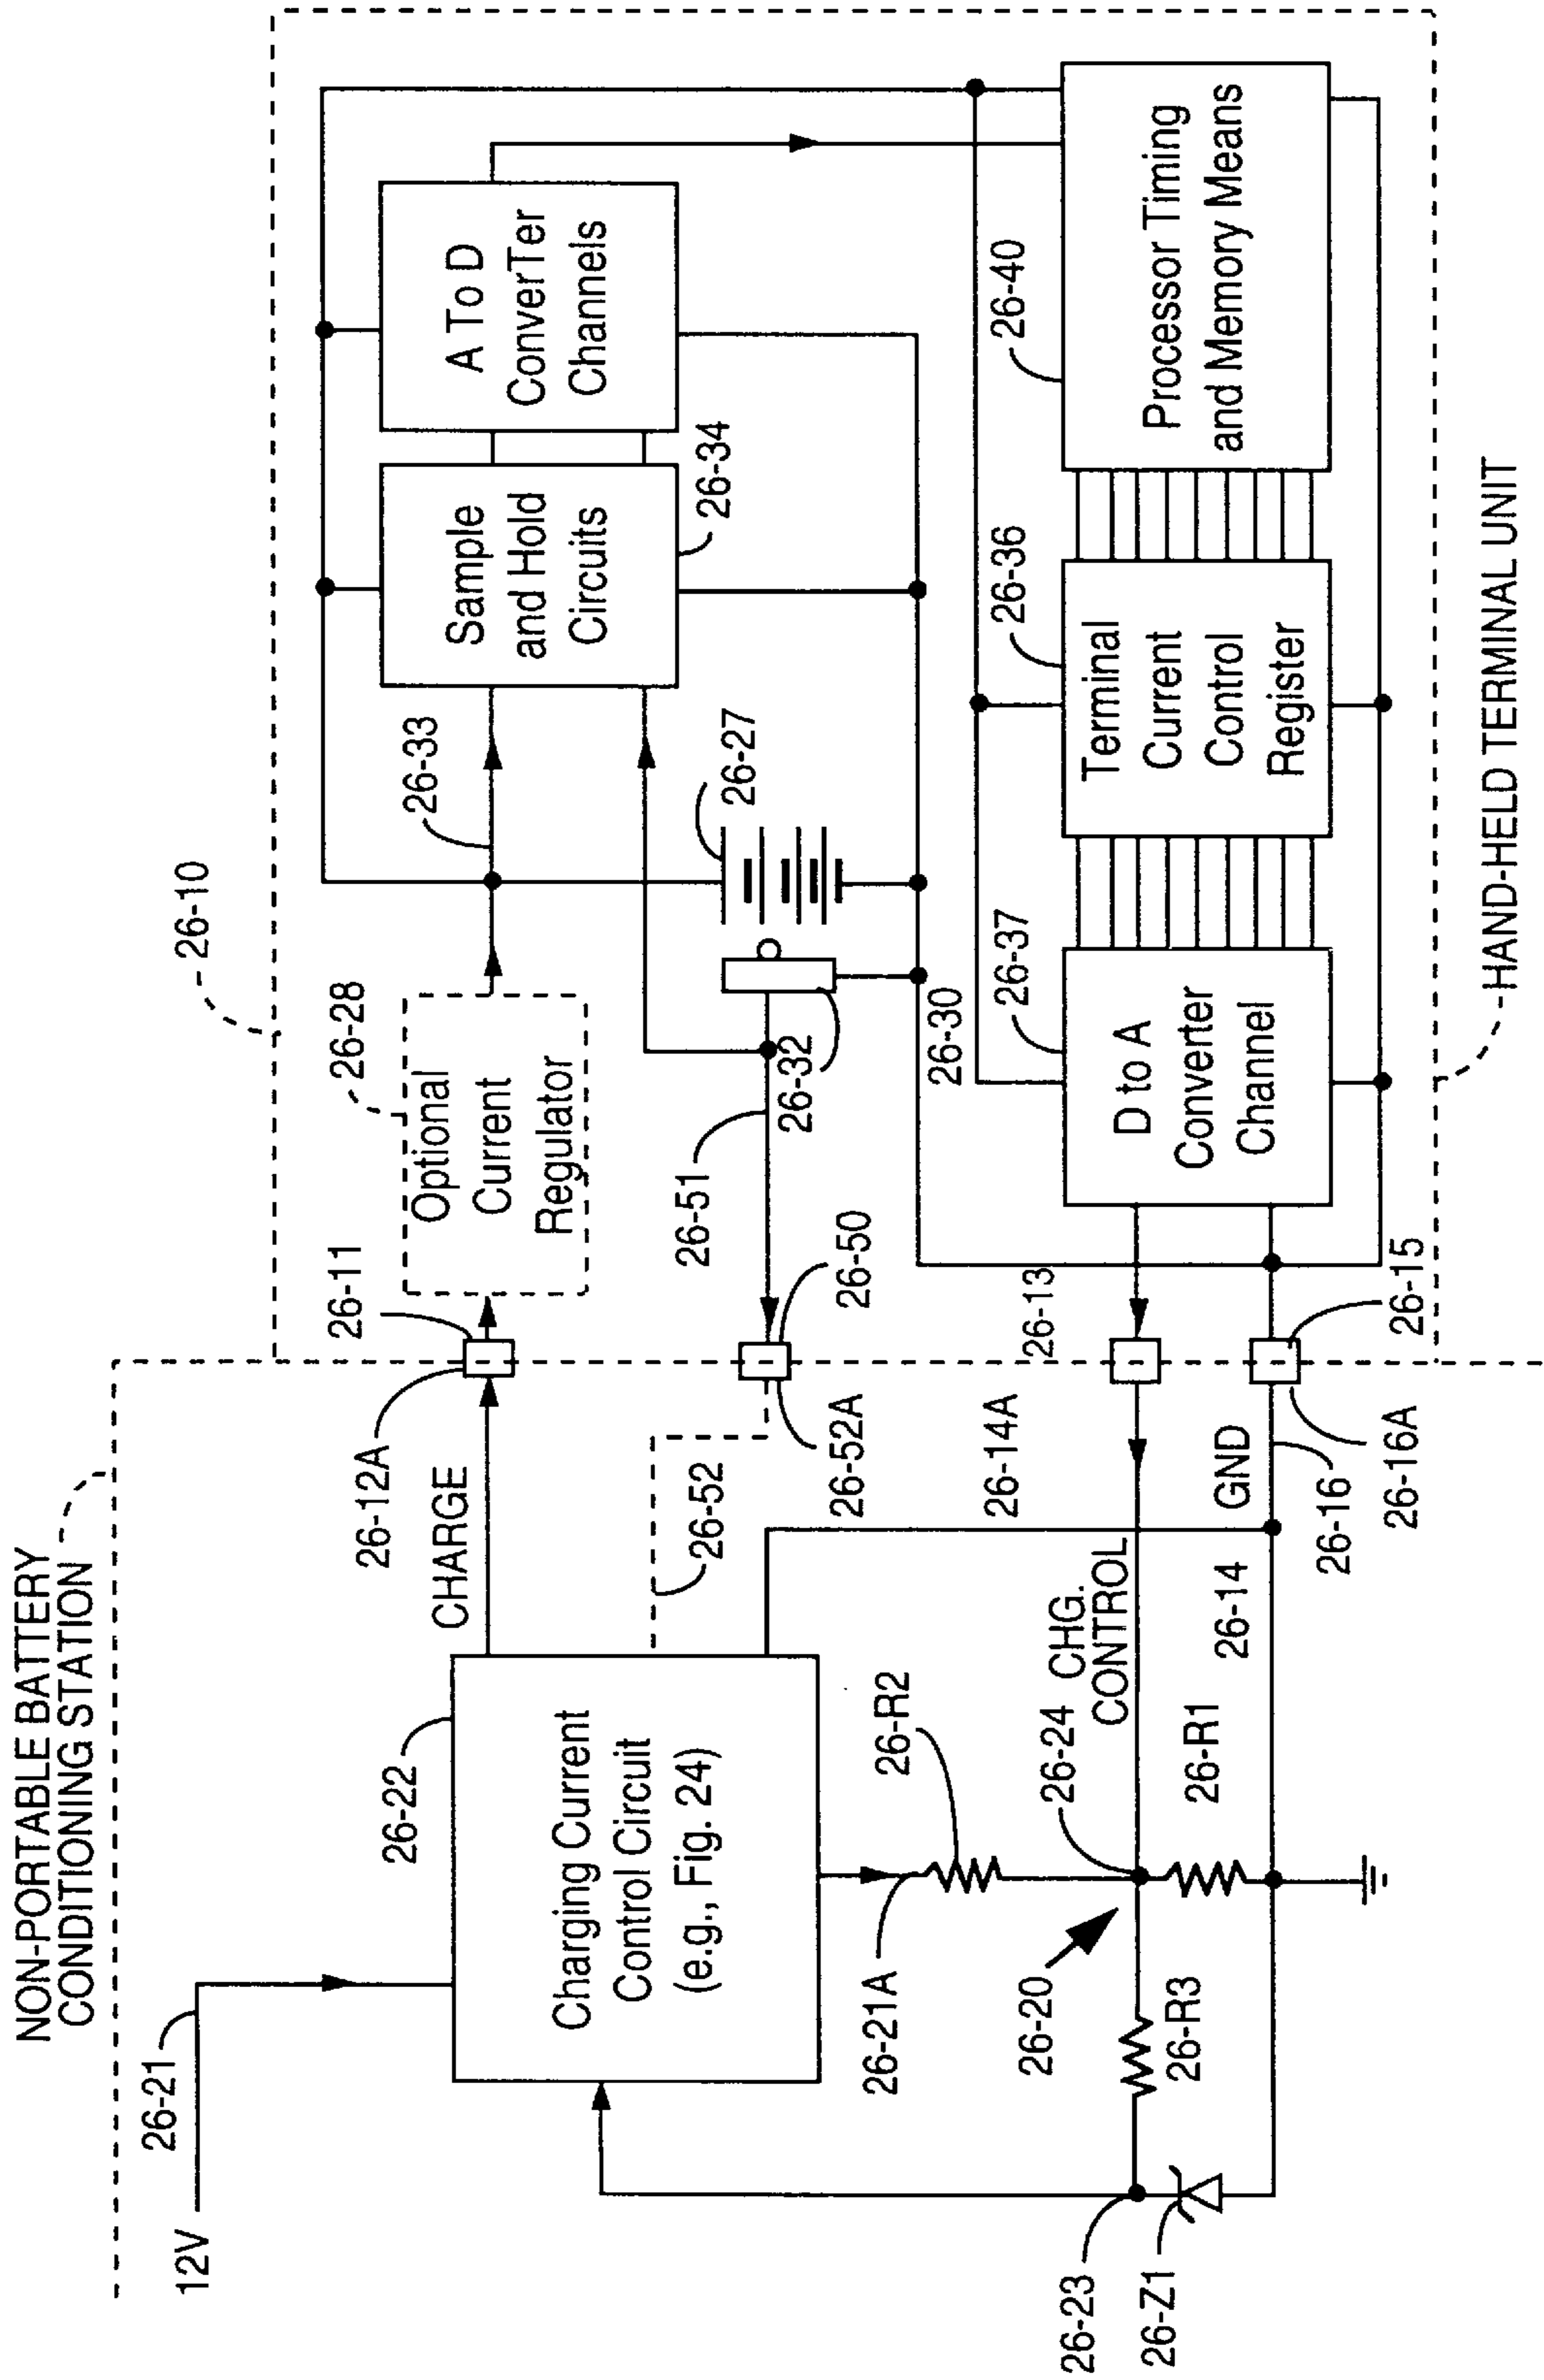 NON-PORTABLE BATTERY
CONDITIONING STATION
12V
26-21
26-22
Charging Current
Control Circuit
(e.g., Fig. 24)
CHARGE
26-12A
26-11
26-28
Optional
Current
Regulator
26-10
26-33
Sample
and Hold
Circuits
26-34
A To D
ConverTer
Channels
26-27
26-32
26-30
26-51
26-50
26-52A
26-52
26-21A
26-R2
26-20
26-24
CHG.
CONTROL
26-14A
26-13
26-R3
26-R1
26-14
GND
26-16
26-16A
26-15
26-23
26-Z1
26-37
D to A
Converter
Channel
26-36
Terminal
Current
Control
Register
26-40
Processor Timing
and Memory Means
HAND-HELD TERMINAL UNIT